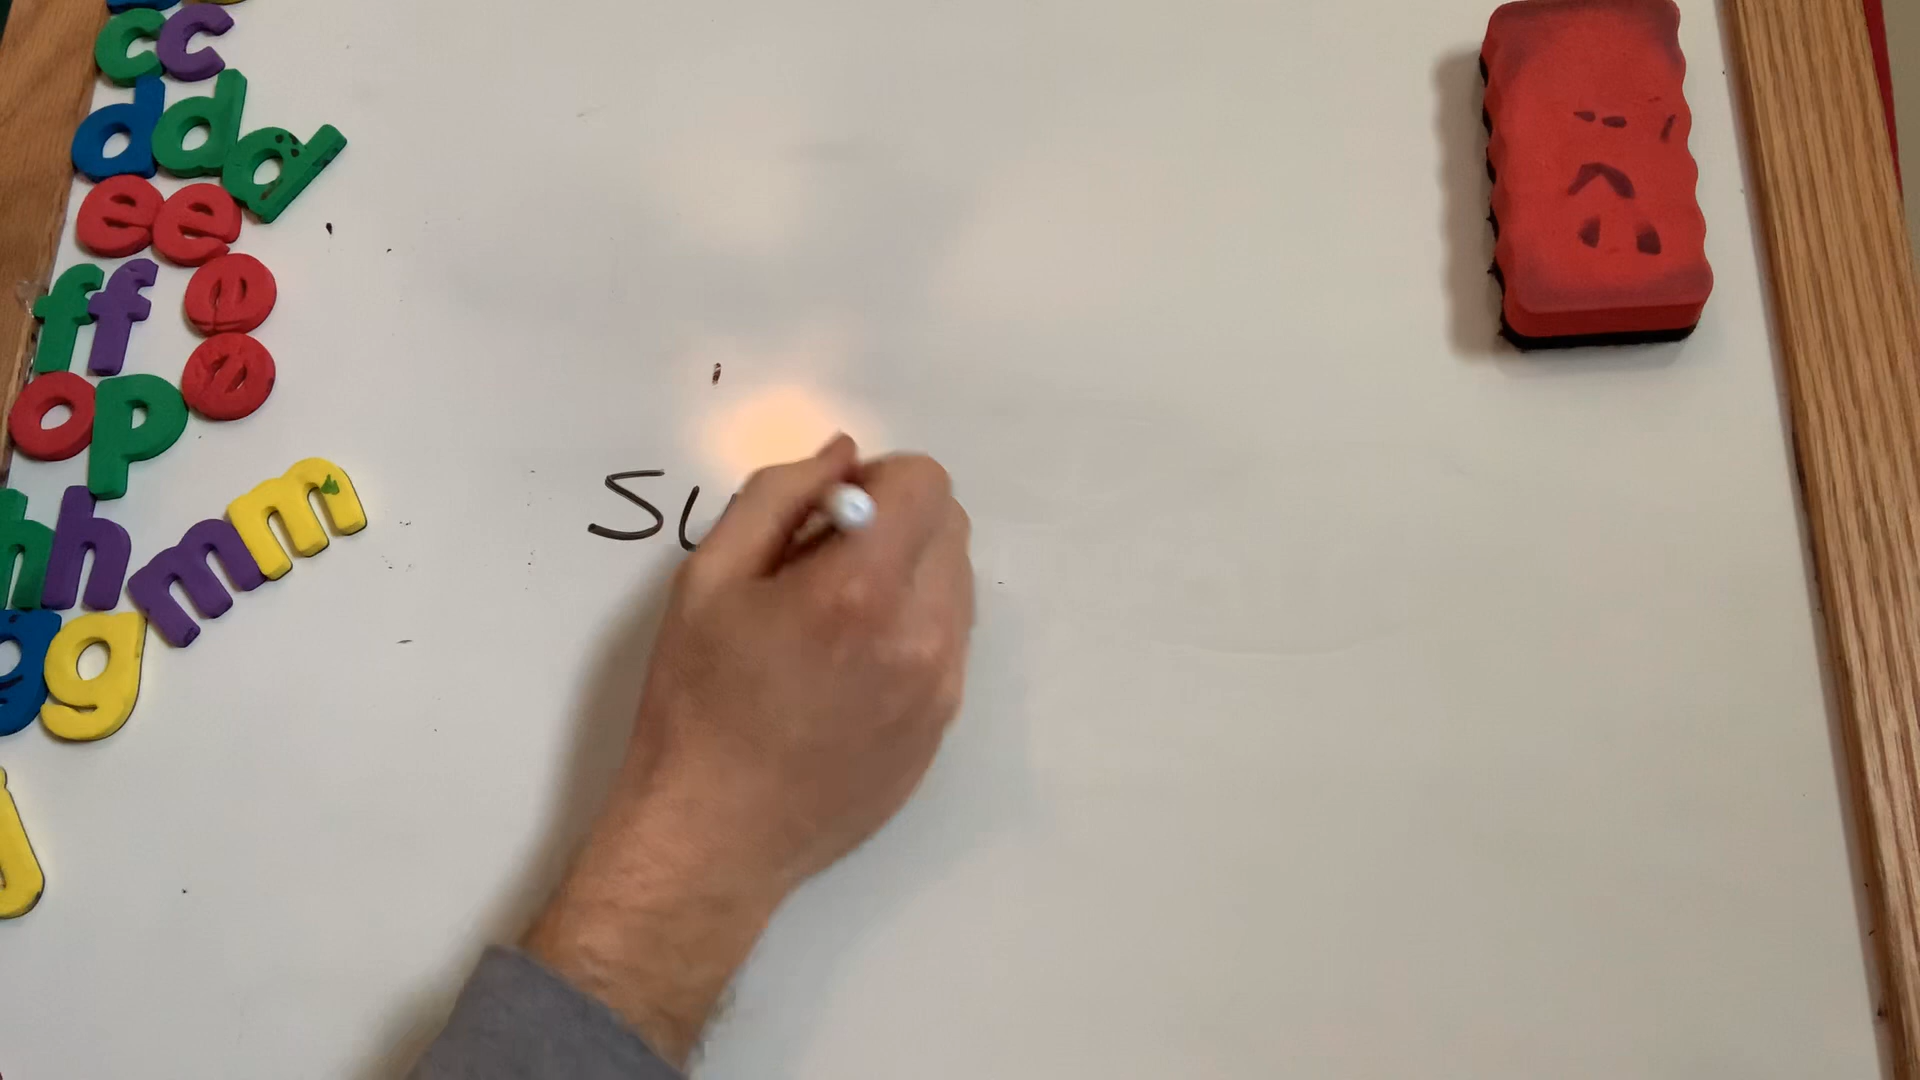 c c
d d d
e e
f f e
o p e
h h m m
g g
j
Su